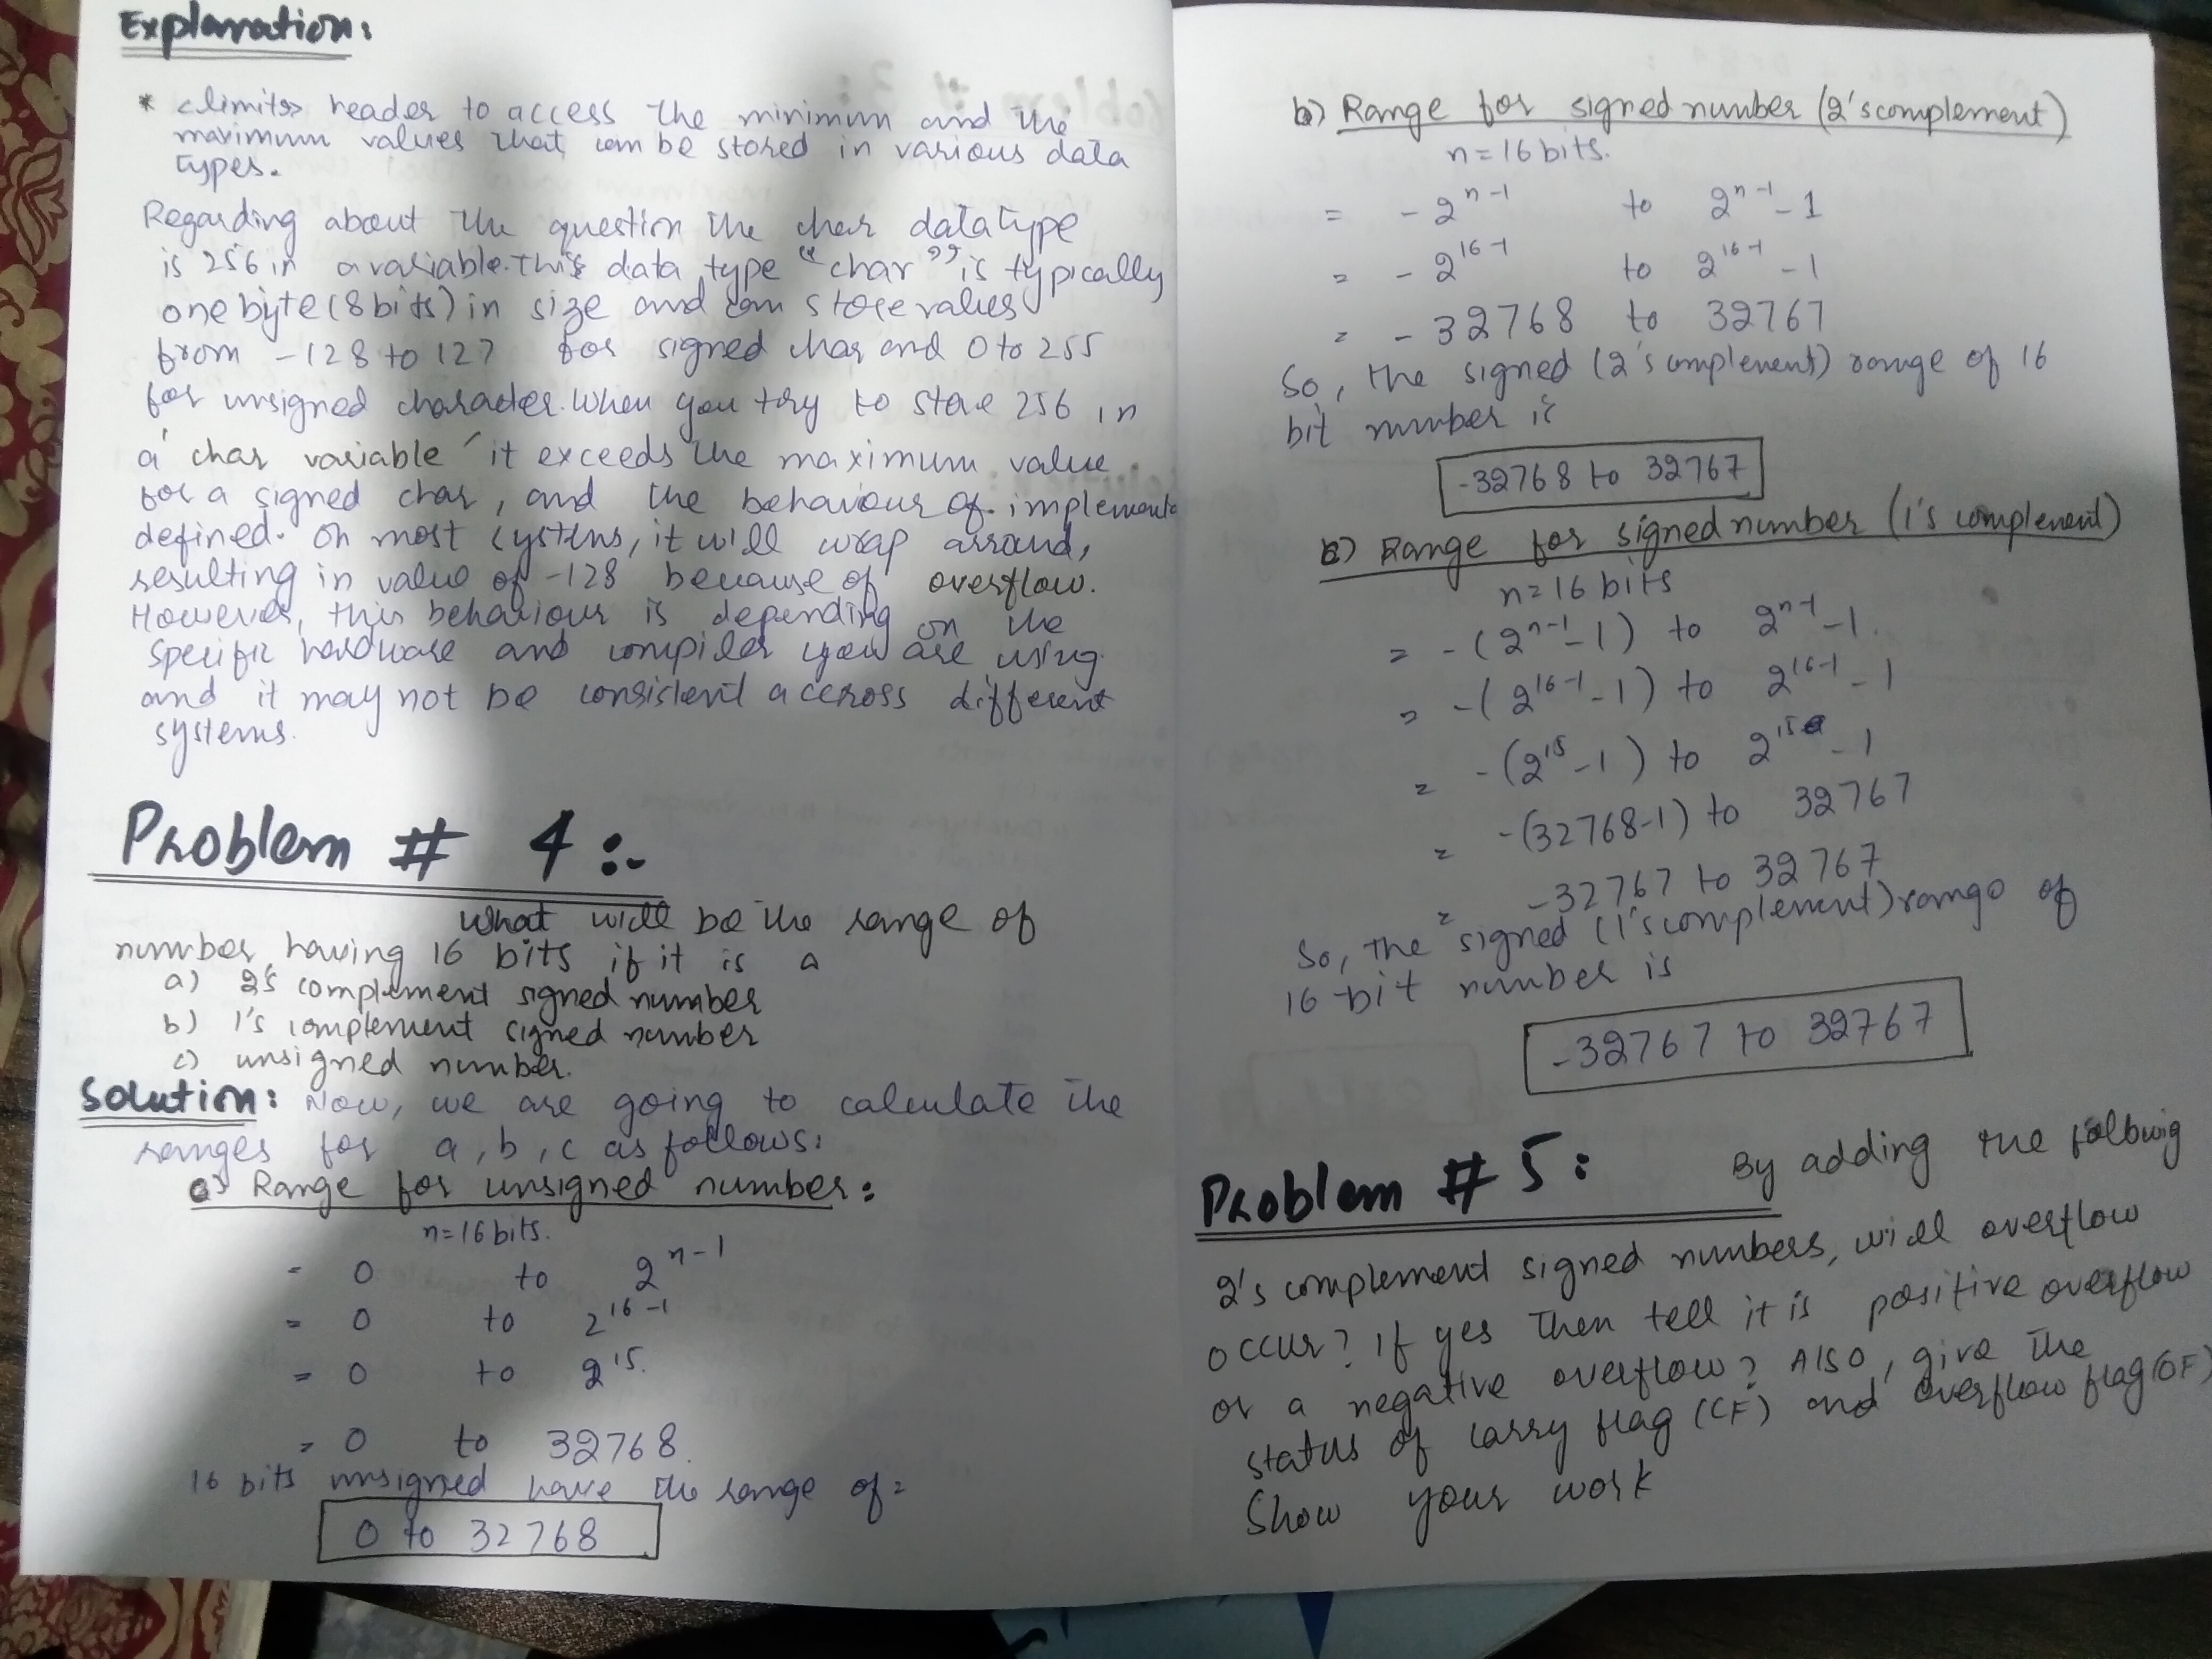 Explanation:
* <limits> header to access the minimum and the
maximum values that can be stored in various data
types.
Regarding about the question the char datatype
is 256 in a variable. This data type "char" is typically
one byte (8 bits) in size and can store values
from -128 to 127 for signed char and 0 to 255
for unsigned character. When you try to store 256 in
a 'char variable' it exceeds the maximum value
for a signed char, and the behaviour of implement
defined. On most systems, it will wrap arround,
resulting in value of -128 because of overflow.
However, this behaviour is depending on the
specific hardware and compiler you are using
and it may not be consistent accross different
systems.
Problem # 4 :-
What will be the range of
number having 16 bits if it is a
a) 2's complement signed number
b) 1's complement signed number
c) unsigned number.
Solution: Now, we are going to calculate the
ranges for a, b, c as follows:
a) Range for unsigned number:
n=16 bits.
= 0 to 2^n-1
= 0 to 2^16-1
= 0 to 2^15.
= 0 to 32768.
16 bits unsigned have the range of =
0 to 32768
b) Range for signed number (2's complement)
n=16 bits.
= -2^n-1 to 2^n-1 - 1
= -2^16-1 to 2^16-1 - 1
= -32768 to 32767
So, the signed (2's complement) range of 16
bit number is
-32768 to 32767
c) Range for signed number (1's complement)
n=16 bits
= -(2^n-1 - 1) to 2^n-1 - 1.
= -(2^16-1 - 1) to 2^16-1 - 1
= -(2^15 - 1) to 2^15 - 1
= -(32768-1) to 32767
= -32767 to 32767
So, the signed (1's complement) range of
16 bit number is
-32767 to 32767
Problem # 5: By adding the following
2's complement signed numbers, will overflow
occur? If yes then tell it is positive overflow
or a negative overflow? Also, give the
status of carry flag (CF) and overflow flag (OF)
Show your work